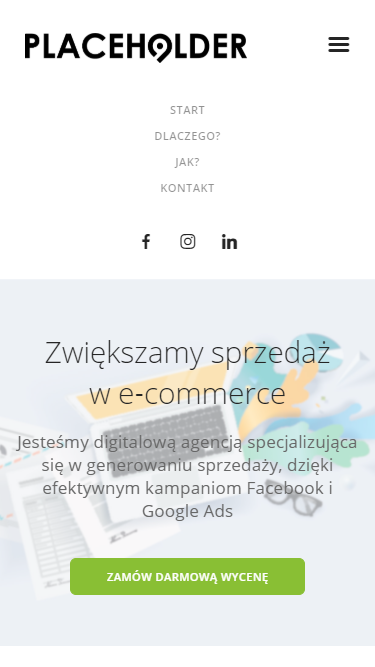 PLACEHOLDER
START
DLACZEGO?
JAK?
KONTAKT
Zwiększamy sprzedaż
w e-commerce
Jesteśmy digitalową agencją specjalizująca
się w generowaniu sprzedaży, dzięki
efektywnym kampaniom Facebook i
Google Ads
ZAMÓW DARMOWĄ WYCENĘ